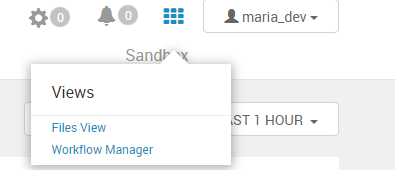 0 0 maria_dev
Sandbox
Views
AST 1 HOUR
Files View
Workflow Manager